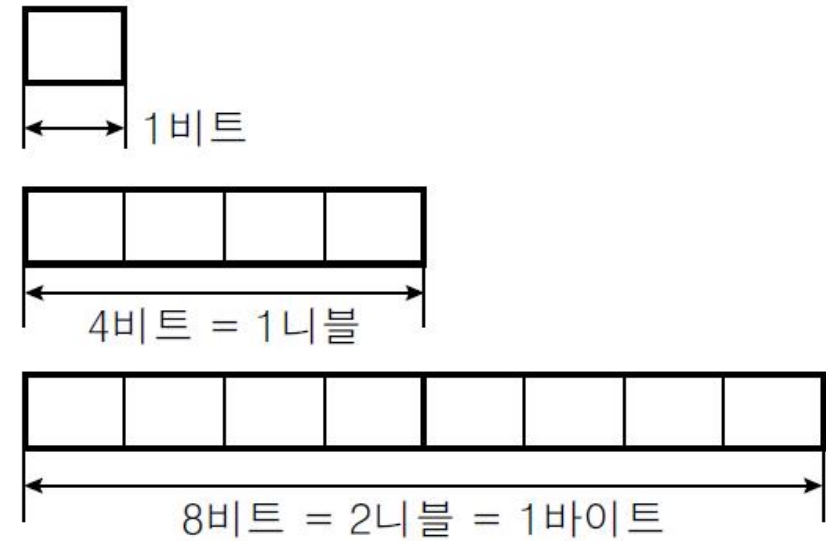 1비트
4비트 = 1니블
8비트 = 2니블 = 1바이트